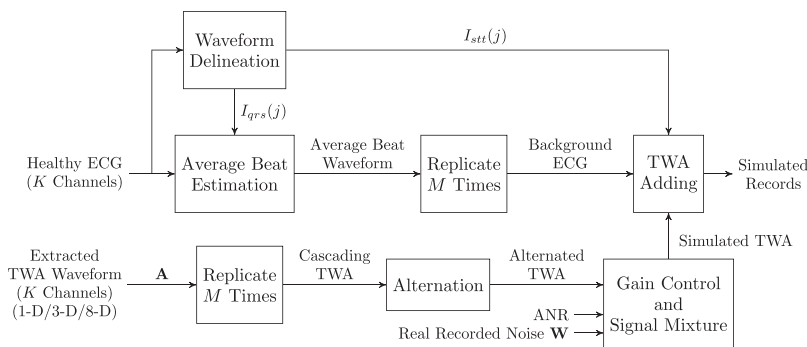 Waveform
Delineation
I_stt(j)
I_qrs(j)
Healthy ECG
(K Channels)
Average Beat
Estimation
Average Beat
Waveform
Replicate
M Times
Background
ECG
TWA
Adding
Simulated
Records
Simulated TWA
Extracted
TWA Waveform
(K Channels)
(1-D/3-D/8-D)
A
Replicate
M Times
Cascading
TWA
Alternation
Alternated
TWA
ANR
Real Recorded Noise W
Gain Control
and
Signal Mixture